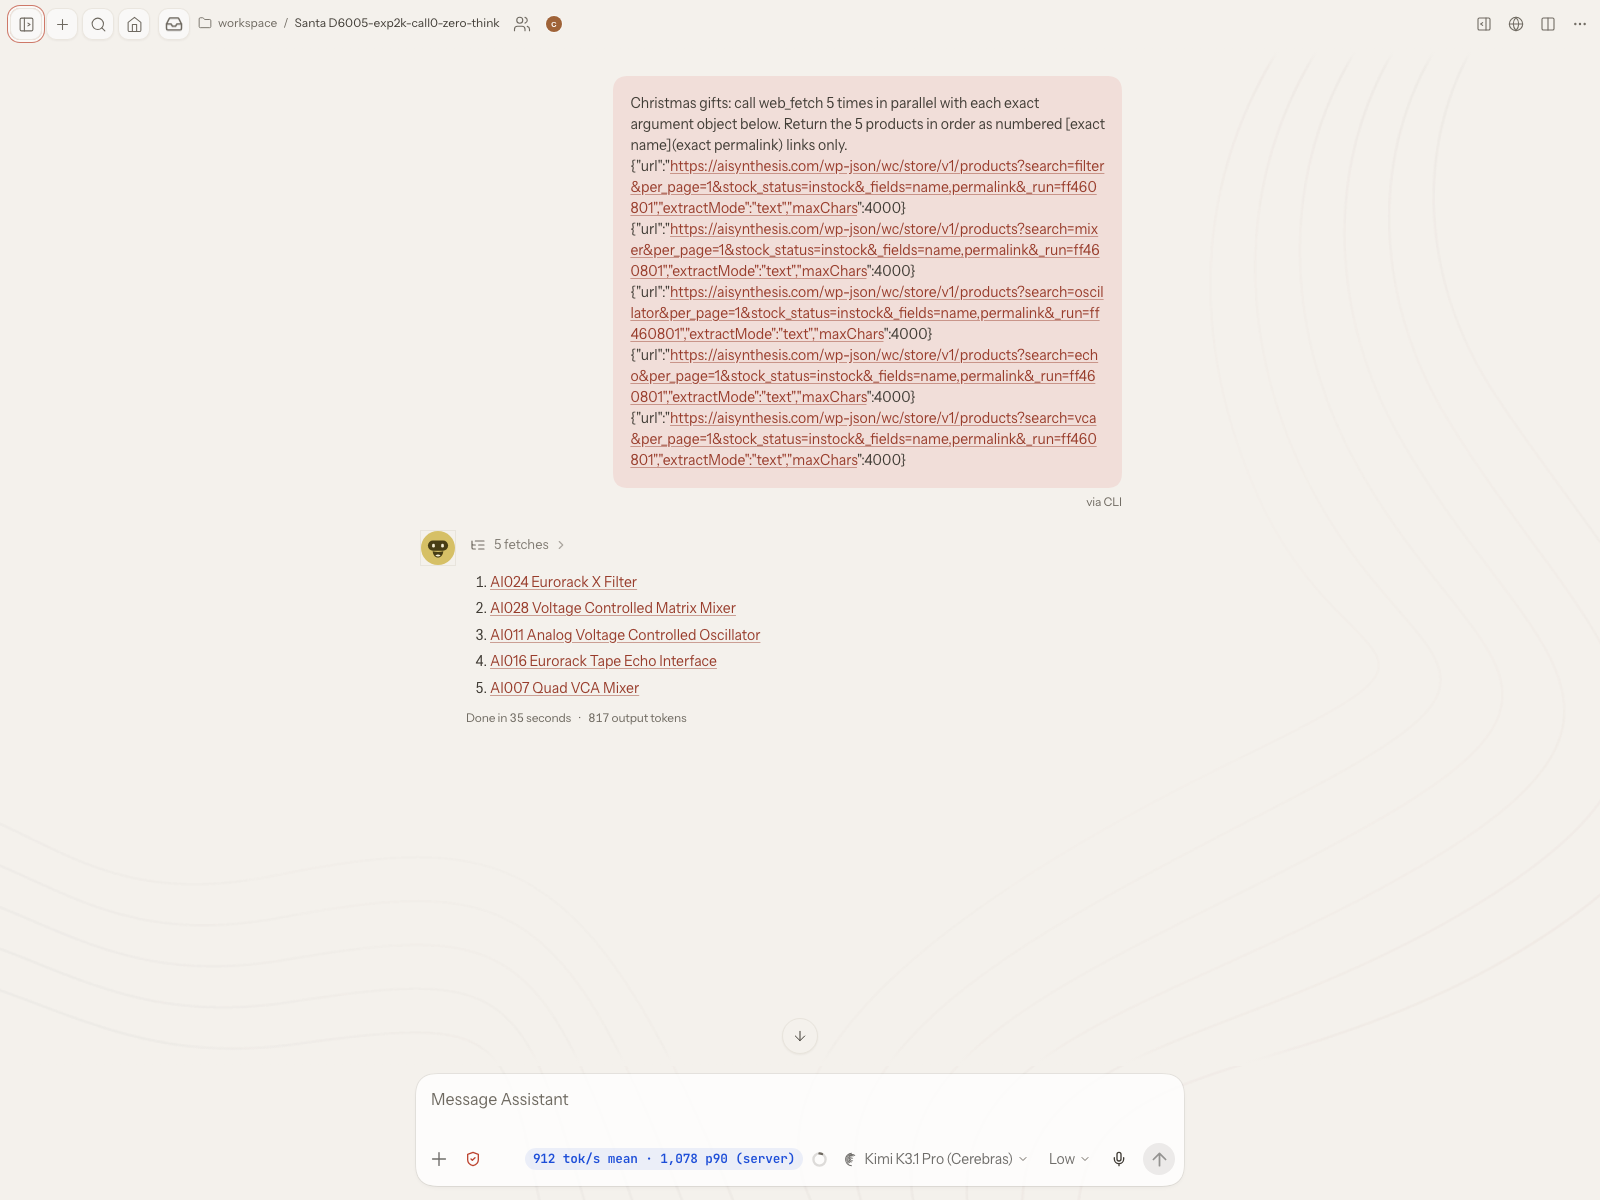 workspace / Santa D6005-exp2k-call0-zero-think
C
Christmas gifts: call web_fetch 5 times in parallel with each exact
argument object below. Return the 5 products in order as numbered [exact
name](exact permalink) links only.
{"url":"https://aisynthesis.com/wp-json/wc/store/v1/products?search=filter
&per_page=1&stock_status=instock&_fields=name,permalink&_run=ff460
801","extractMode":"text","maxChars":4000}
{"url":"https://aisynthesis.com/wp-json/wc/store/v1/products?search=mix
er&per_page=1&stock_status=instock&_fields=name,permalink&_run=ff46
0801","extractMode":"text","maxChars":4000}
{"url":"https://aisynthesis.com/wp-json/wc/store/v1/products?search=oscil
lator&per_page=1&stock_status=instock&_fields=name,permalink&_run=ff
460801","extractMode":"text","maxChars":4000}
{"url":"https://aisynthesis.com/wp-json/wc/store/v1/products?search=ech
o&per_page=1&stock_status=instock&_fields=name,permalink&_run=ff46
0801","extractMode":"text","maxChars":4000}
{"url":"https://aisynthesis.com/wp-json/wc/store/v1/products?search=vca
&per_page=1&stock_status=instock&_fields=name,permalink&_run=ff460
801","extractMode":"text","maxChars":4000}
via CLI
5 fetches
1. AI024 Eurorack X Filter
2. AI028 Voltage Controlled Matrix Mixer
3. AI011 Analog Voltage Controlled Oscillator
4. AI016 Eurorack Tape Echo Interface
5. AI007 Quad VCA Mixer
Done in 35 seconds · 817 output tokens
Message Assistant
912 tok/s mean · 1,078 p90 (server)
Kimi K3.1 Pro (Cerebras)
Low